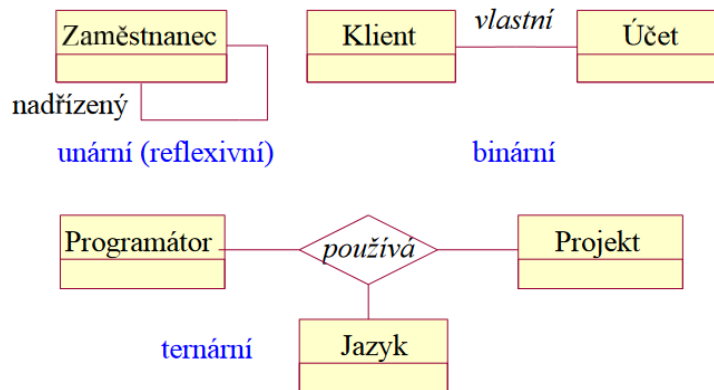 Zaměstnanec
nadřízený
unární (reflexivní)
Klient
vlastní
Účet
binární
Programátor
používá
Projekt
ternární
Jazyk